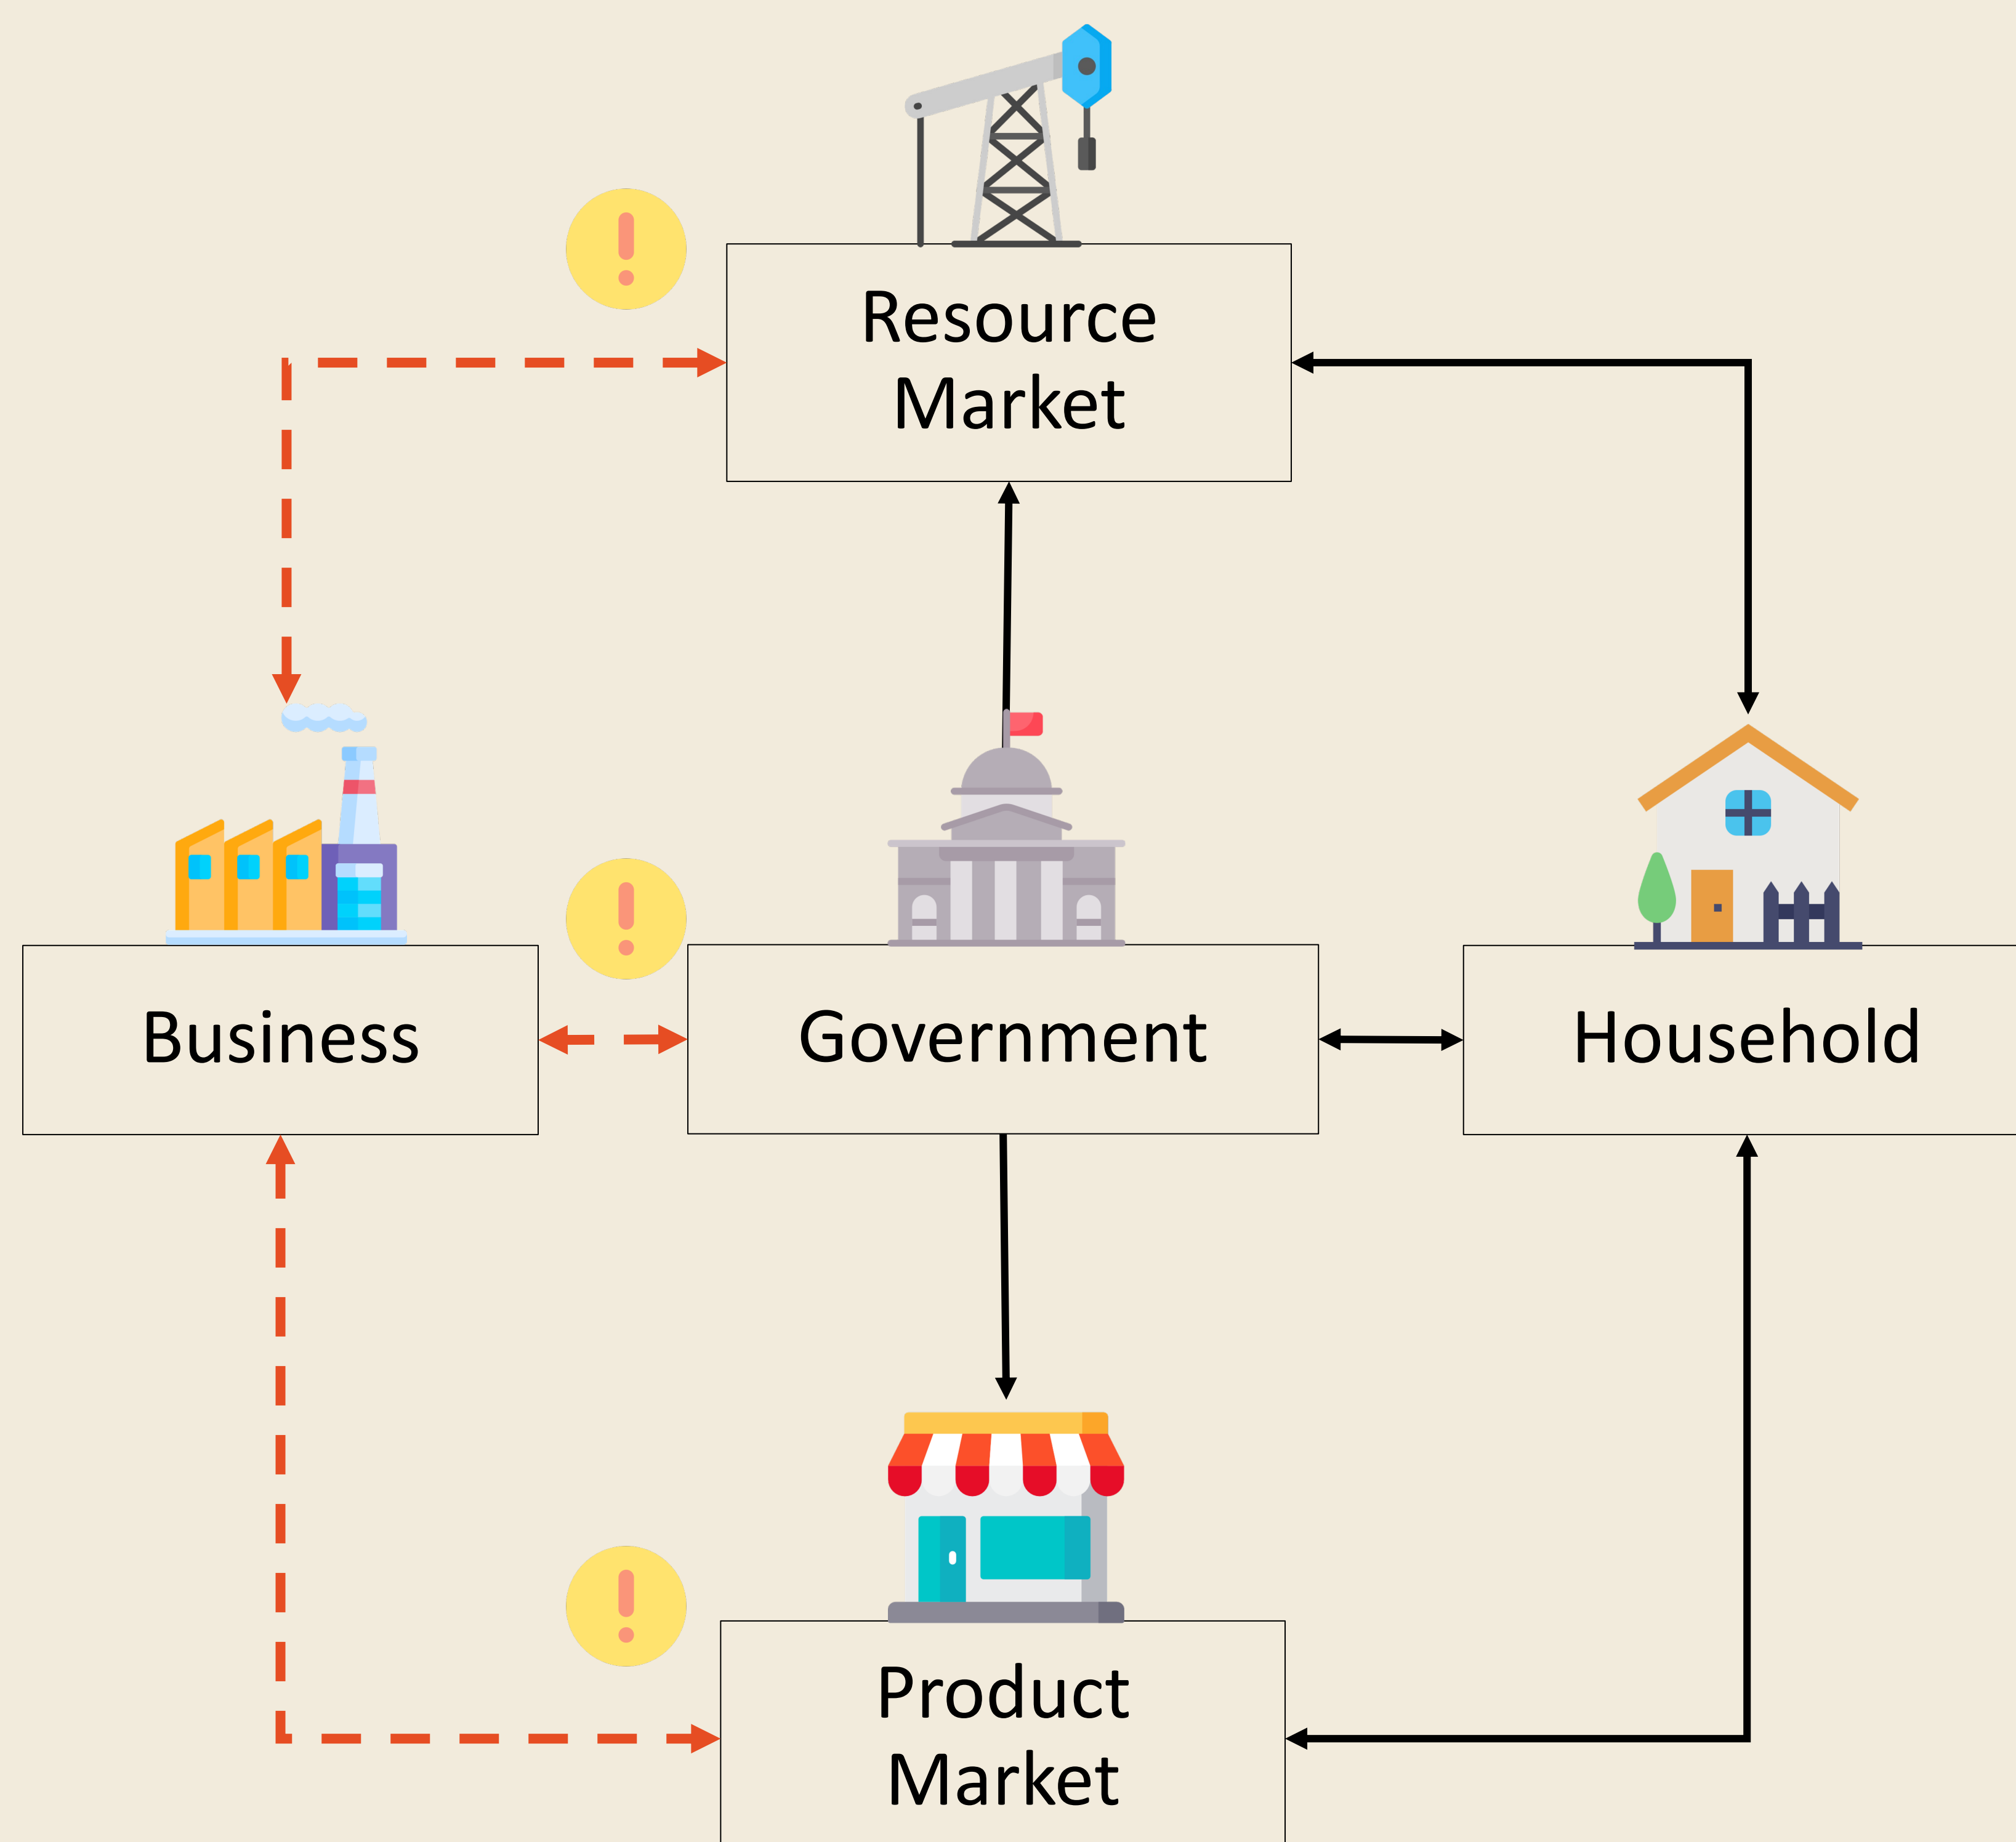 Resource
Market
Business
Government
Household
Product
Market